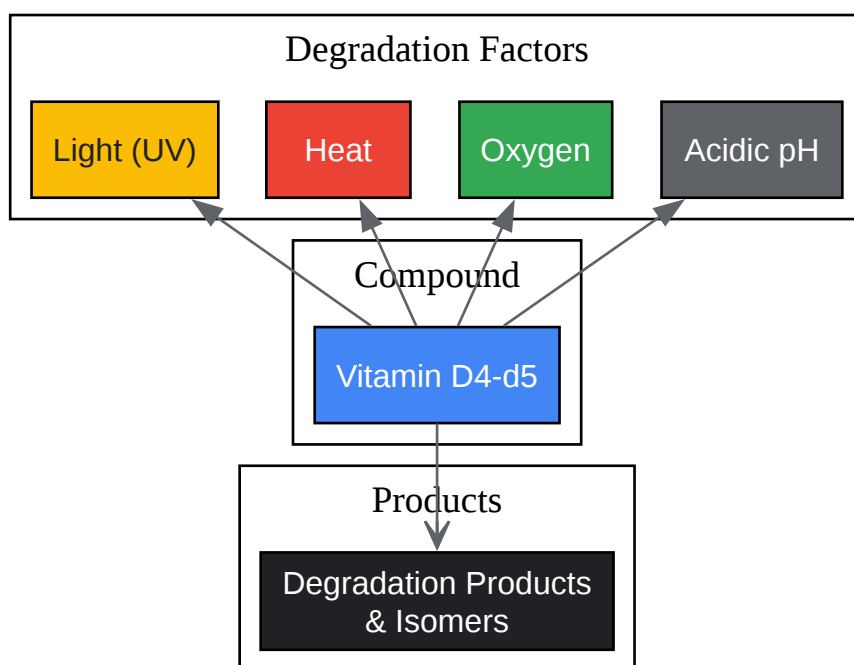 Degradation Factors
Light (UV)
Heat
Oxygen
Acidic pH
Compound
Vitamin D4-d5
Products
Degradation Products
& Isomers